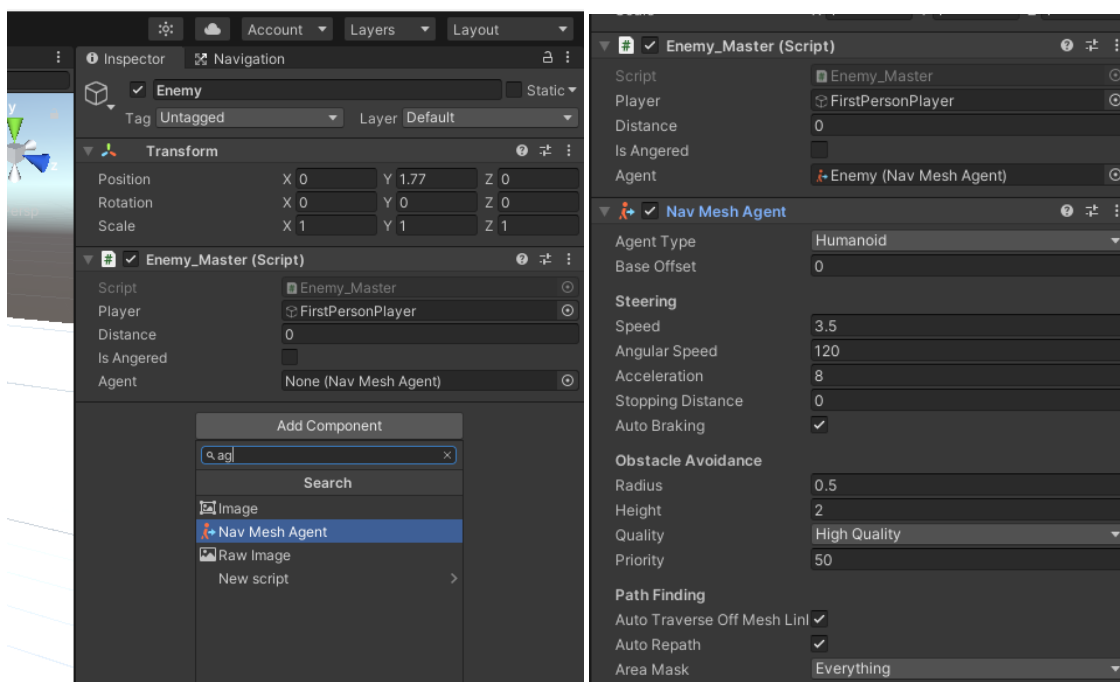 Account Layers Layout
Inspector Navigation
Enemy Static
Tag Untagged Layer Default
Transform
Position X 0 Y 1.77 Z 0
Rotation X 0 Y 0 Z 0
Scale X 1 Y 1 Z 1
# Enemy_Master (Script)
Script Enemy_Master
Player FirstPersonPlayer
Distance 0
Is Angered
Agent None (Nav Mesh Agent)
Add Component
ag
Search
Image
Nav Mesh Agent
Raw Image
New script
y
z
Persp
# Enemy_Master (Script)
Script Enemy_Master
Player FirstPersonPlayer
Distance 0
Is Angered
Agent Enemy (Nav Mesh Agent)
Nav Mesh Agent
Agent Type Humanoid
Base Offset 0
Steering
Speed 3.5
Angular Speed 120
Acceleration 8
Stopping Distance 0
Auto Braking
Obstacle Avoidance
Radius 0.5
Height 2
Quality High Quality
Priority 50
Path Finding
Auto Traverse Off Mesh Linl
Auto Repath
Area Mask Everything